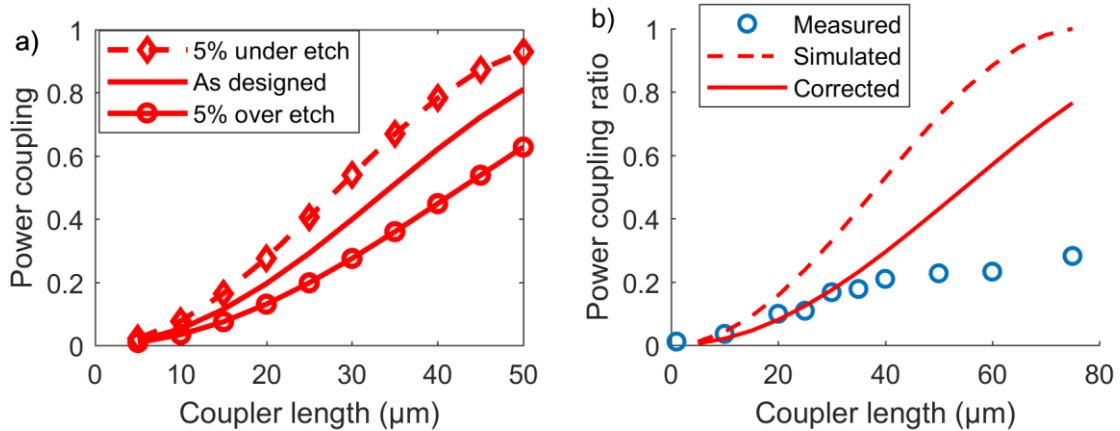 a)
5% under etch
As designed
5% over etch
Power coupling
1
0.8
0.6
0.4
0.2
0
0 10 20 30 40 50
Coupler length (μm)
b)
Measured
Simulated
Corrected
Power coupling ratio
1
0.8
0.6
0.4
0.2
0
0 20 40 60 80
Coupler length (μm)